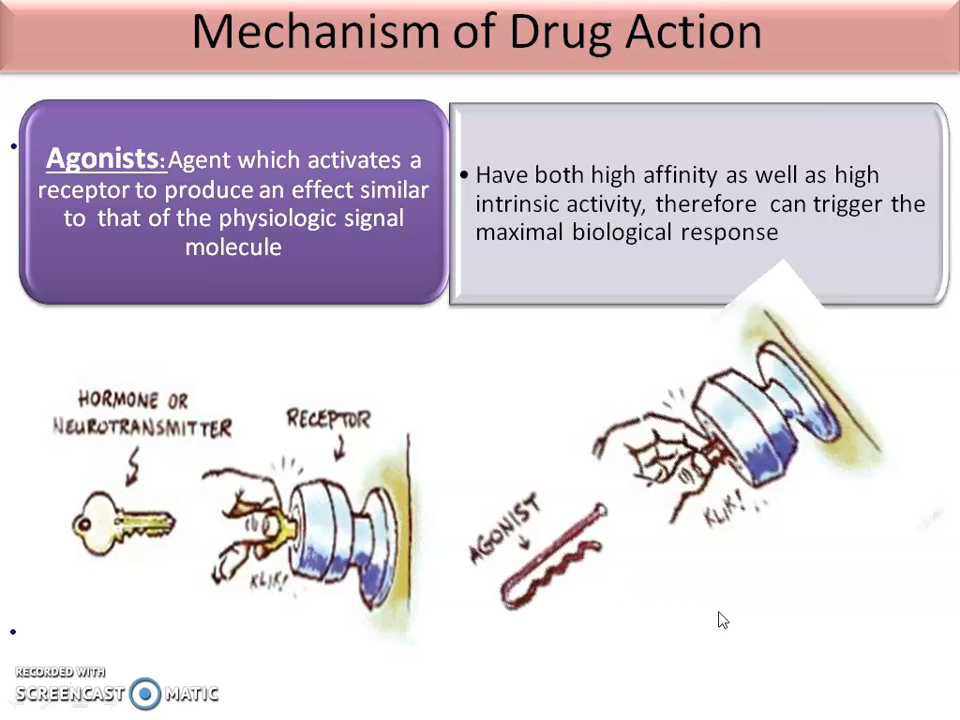 Mechanism of Drug Action
Agonists: Agent which activates a
receptor to produce an effect similar
to that of the physiologic signal
molecule
• Have both high affinity as well as high
intrinsic activity, therefore can trigger the
maximal biological response
HORMONE OR
NEUROTRANSMITTER
RECEPTOR
KLIK!
AGONIST
KLIK!
RECORDED WITH
SCREENCAST MATIC